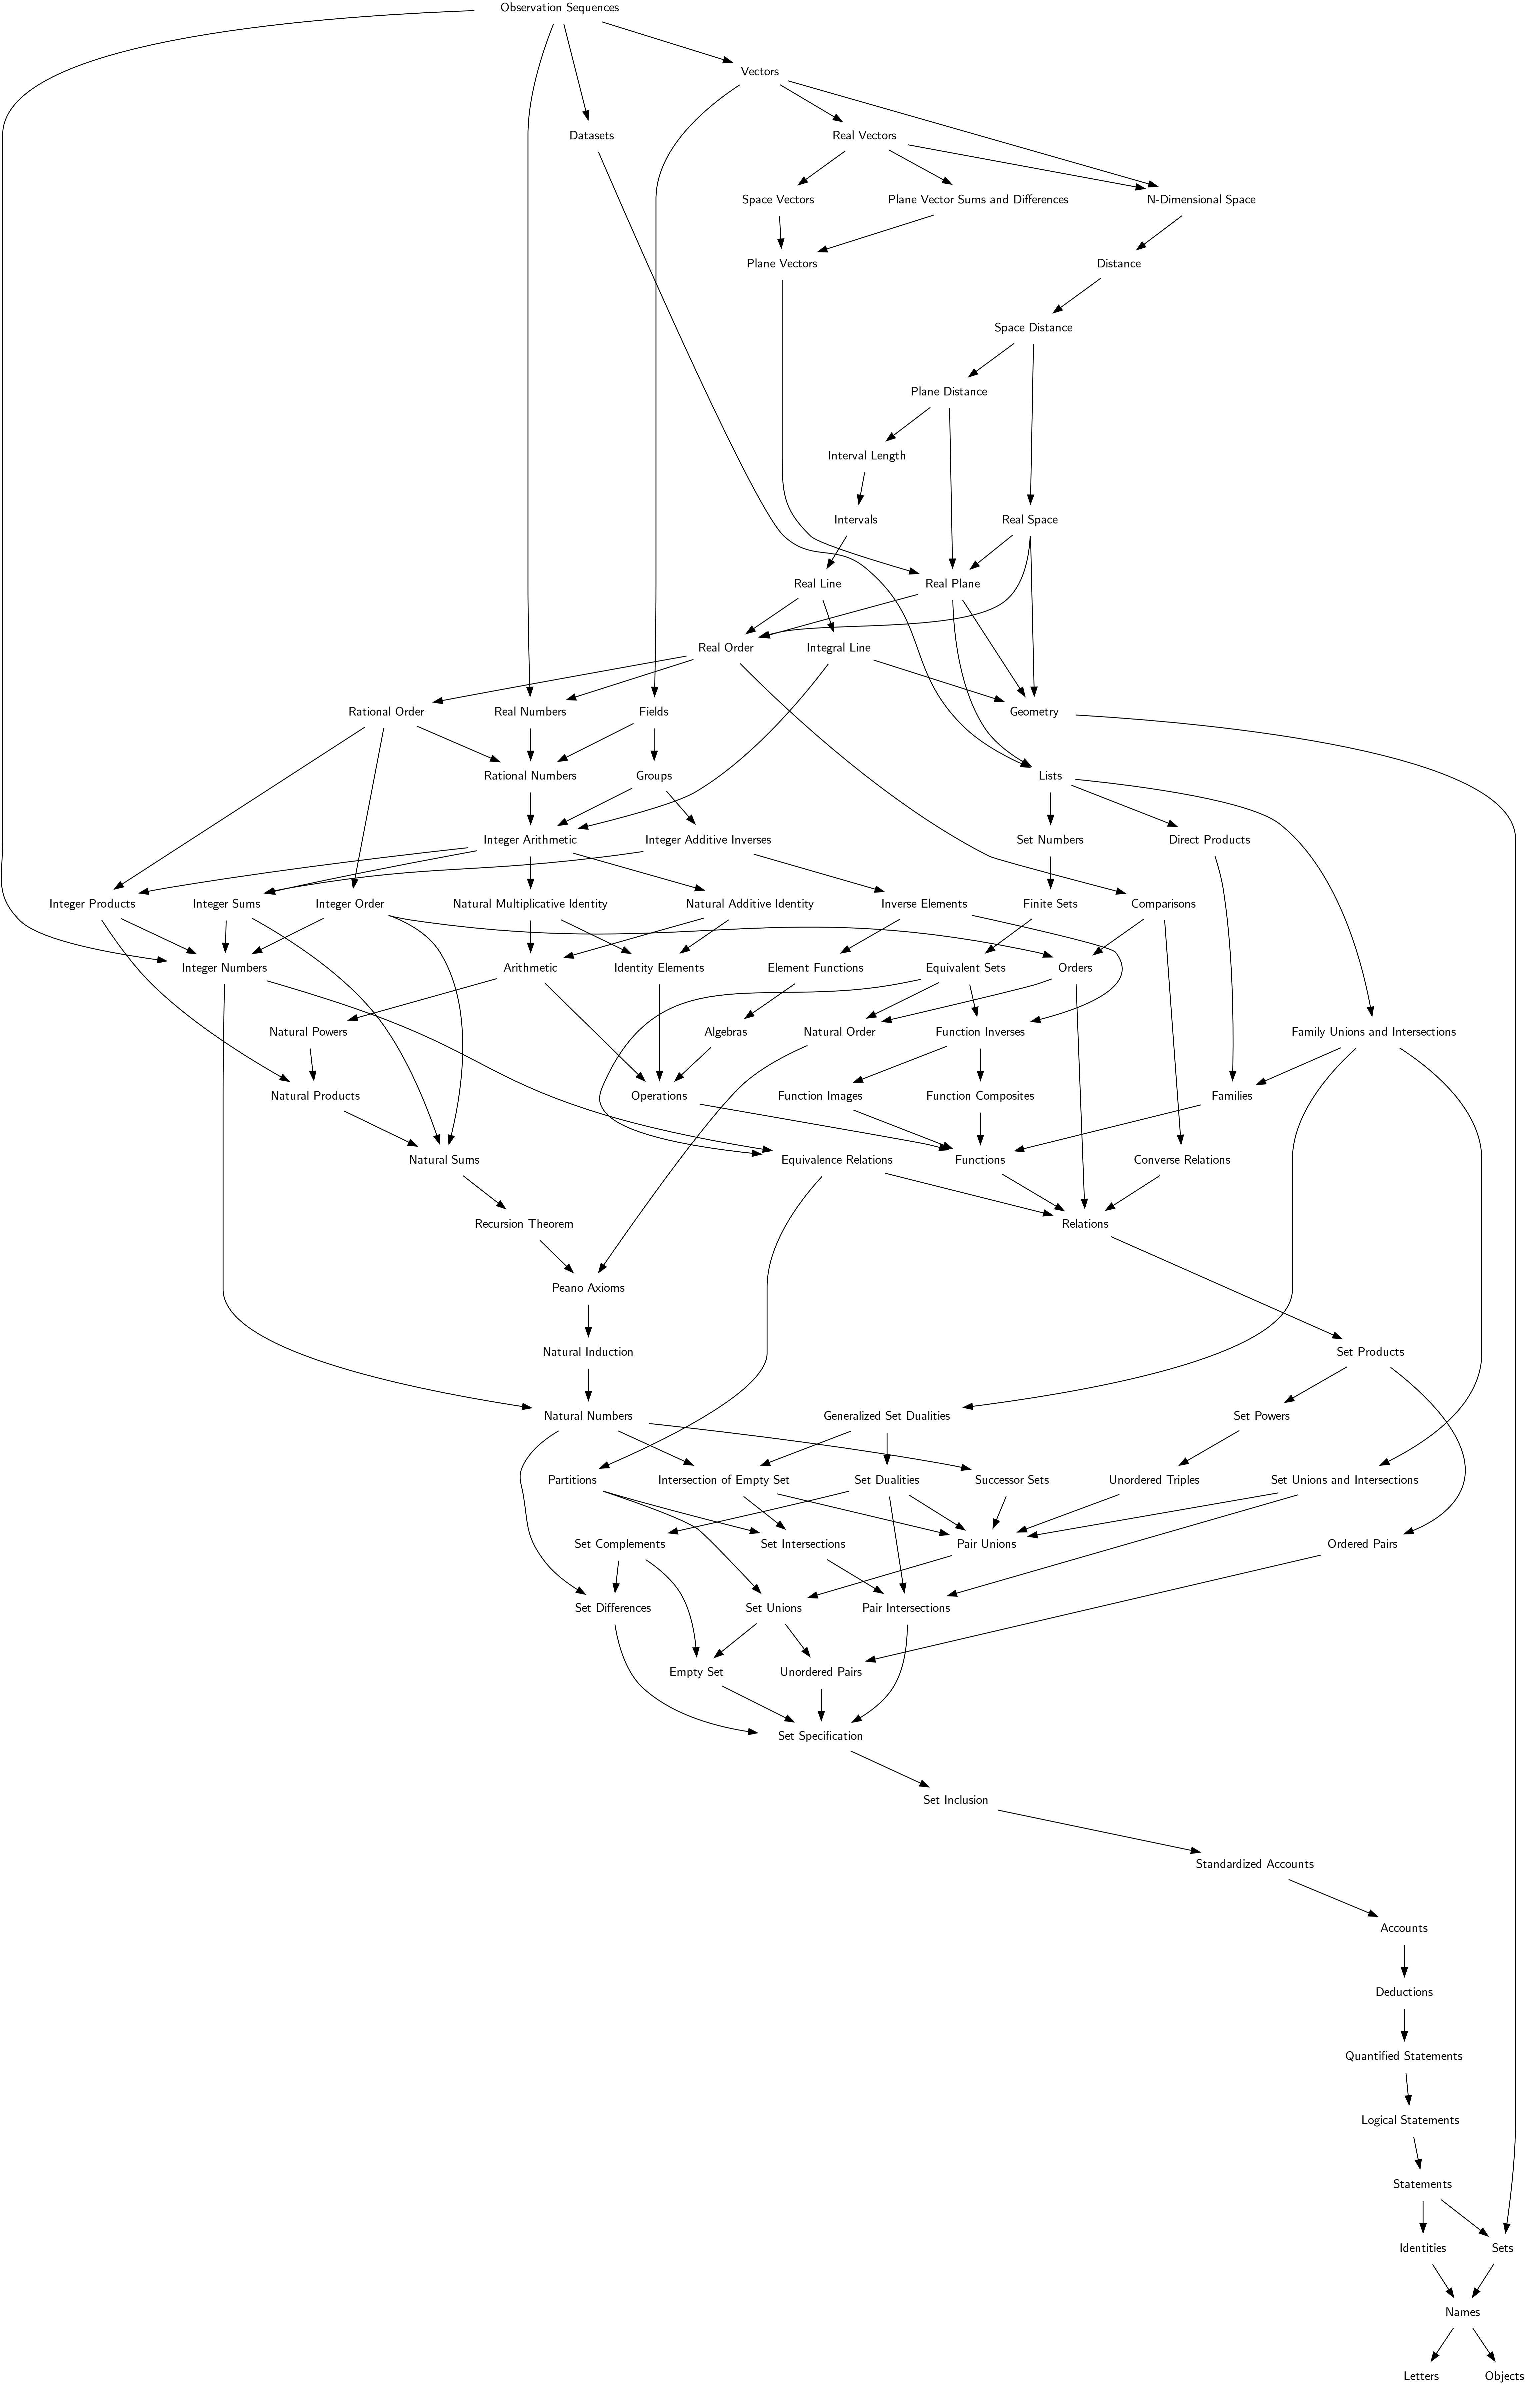 Observation Sequences
Vectors
Datasets
Real Vectors
Space Vectors
Plane Vector Sums and Differences
N-Dimensional Space
Plane Vectors
Distance
Space Distance
Plane Distance
Interval Length
Intervals
Real Space
Real Line
Real Plane
Real Order
Integral Line
Rational Order
Real Numbers
Fields
Geometry
Rational Numbers
Groups
Lists
Integer Arithmetic
Integer Additive Inverses
Set Numbers
Direct Products
Integer Products
Integer Sums
Integer Order
Natural Multiplicative Identity
Natural Additive Identity
Inverse Elements
Finite Sets
Comparisons
Integer Numbers
Arithmetic
Identity Elements
Element Functions
Equivalent Sets
Orders
Natural Powers
Algebras
Natural Order
Function Inverses
Family Unions and Intersections
Natural Products
Operations
Function Images
Function Composites
Families
Natural Sums
Equivalence Relations
Functions
Converse Relations
Recursion Theorem
Relations
Peano Axioms
Natural Induction
Set Products
Natural Numbers
Generalized Set Dualities
Set Powers
Partitions
Intersection of Empty Set
Set Dualities
Successor Sets
Unordered Triples
Set Unions and Intersections
Set Complements
Set Intersections
Pair Unions
Ordered Pairs
Set Differences
Set Unions
Pair Intersections
Empty Set
Unordered Pairs
Set Specification
Set Inclusion
Standardized Accounts
Accounts
Deductions
Quantified Statements
Logical Statements
Statements
Identities
Sets
Names
Letters
Objects